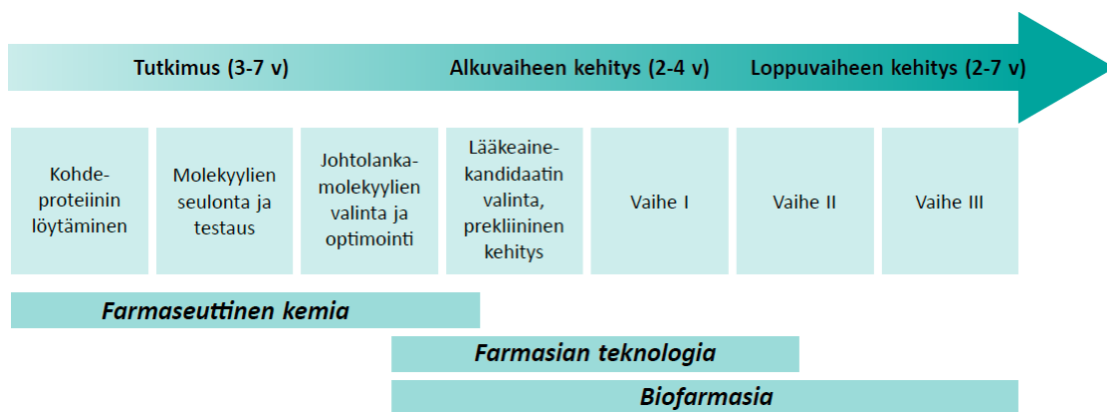 Tutkimus (3-7 v)
Alkuvaiheen kehitys (2-4 v)
Loppuvaiheen kehitys (2-7 v)
Kohde-
proteiinin
löytäminen
Molekyylien
seulonta ja
testaus
Johtolanka-
molekyylien
valinta ja
optimointi
Lääkeaine-
kandidaatin
valinta,
prekliininen
kehitys
Vaihe I
Vaihe II
Vaihe III
Farmaseuttinen kemia
Farmasian teknologia
Biofarmasia